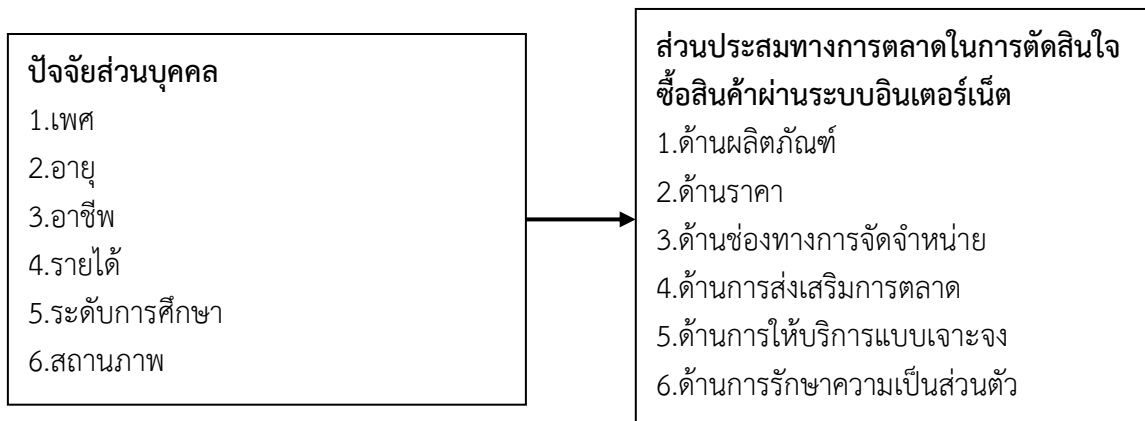 ปัจจัยส่วนบุคคล
1.เพศ
2.อายุ
3.อาชีพ
4.รายได้
5.ระดับการศึกษา
6.สถานภาพ
ส่วนประสมทางการตลาดในการตัดสินใจ
ซื้อสินค้าผ่านระบบอินเตอร์เน็ต
1.ด้านผลิตภัณฑ์
2.ด้านราคา
3.ด้านช่องทางการจัดจำหน่าย
4.ด้านการส่งเสริมการตลาด
5.ด้านการให้บริการแบบเจาะจง
6.ด้านการรักษาความเป็นส่วนตัว